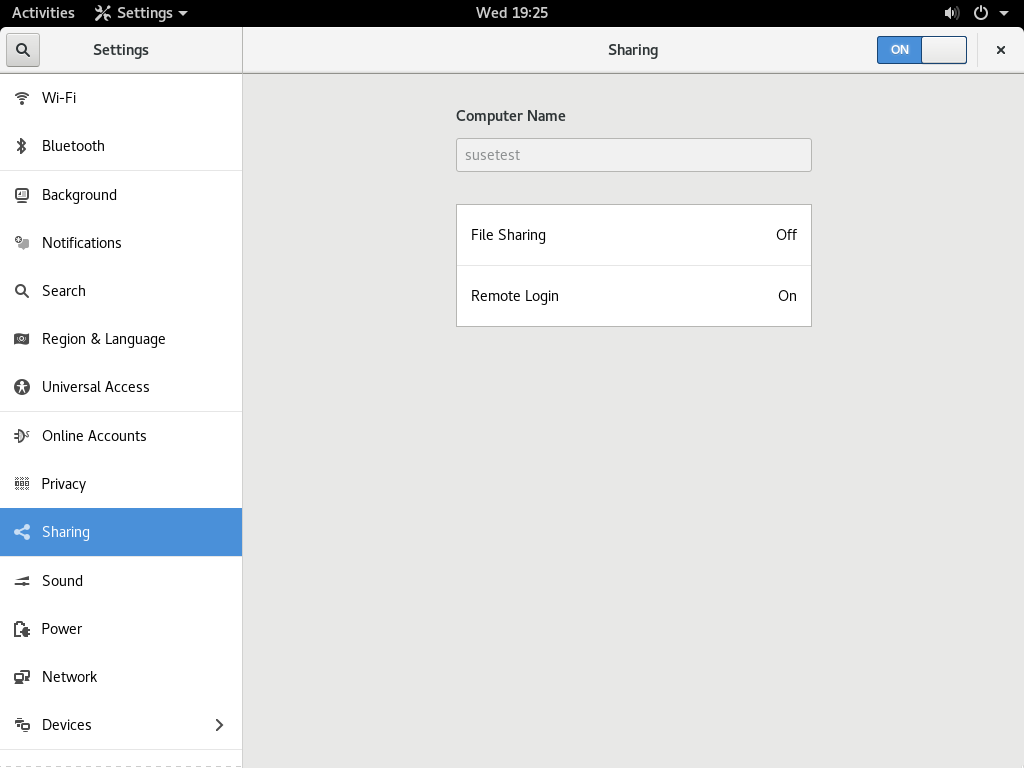 Activities Settings Wed 19:25
Settings Sharing ON
Wi-Fi
Bluetooth
Background
Notifications
Search
Region & Language
Universal Access
Online Accounts
Privacy
Sharing
Sound
Power
Network
Devices
Computer Name
susetest
File Sharing Off
Remote Login On